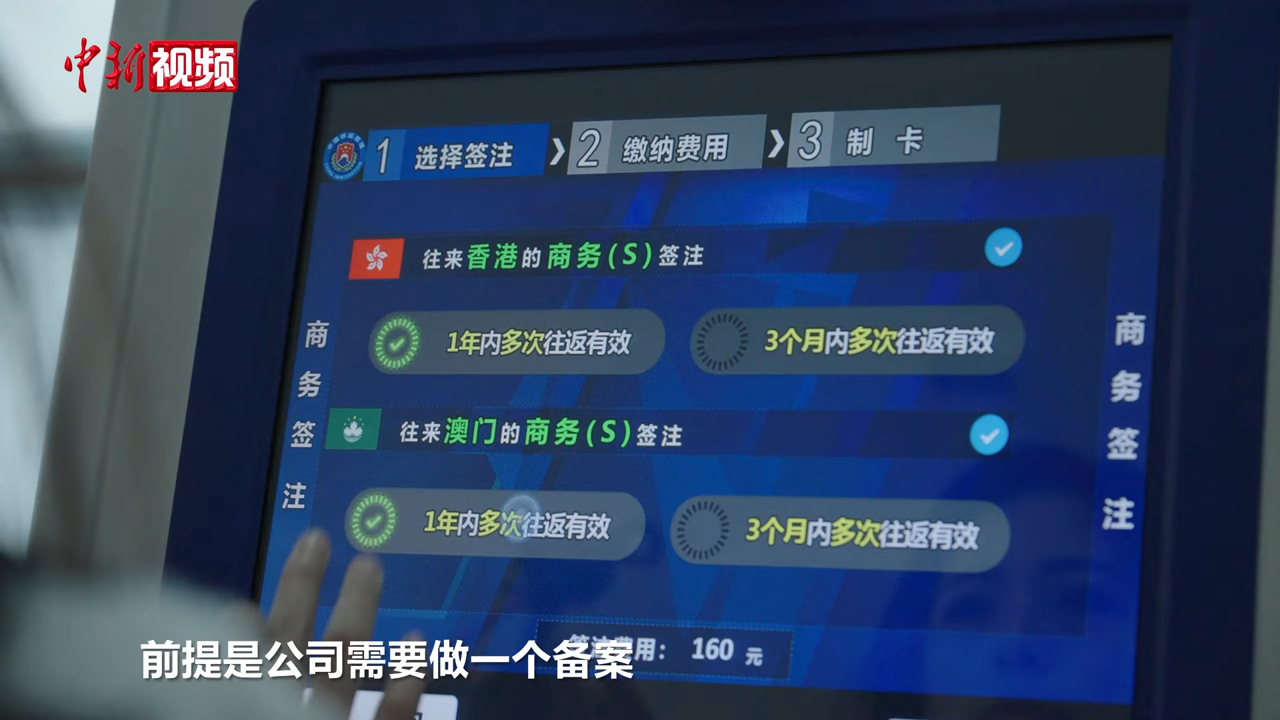 中新视频
1 选择签注 2 缴纳费用 3 制卡
往来香港的商务(S)签注
1年内多次往返有效 3个月内多次往返有效
往来澳门的商务(S)签注
1年内多次往返有效 3个月内多次往返有效
商务签注
商务签注
签注费用： 160 元
前提是公司需要做一个备案